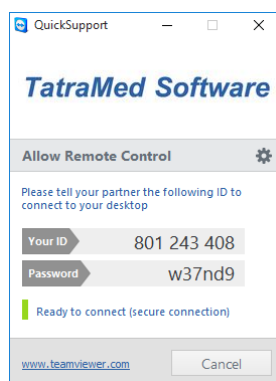 QuickSupport
TatraMed Software
Allow Remote Control
Please tell your partner the following ID to
connect to your desktop
Your ID 801 243 408
Password w37nd9
Ready to connect (secure connection)
www.teamviewer.com Cancel